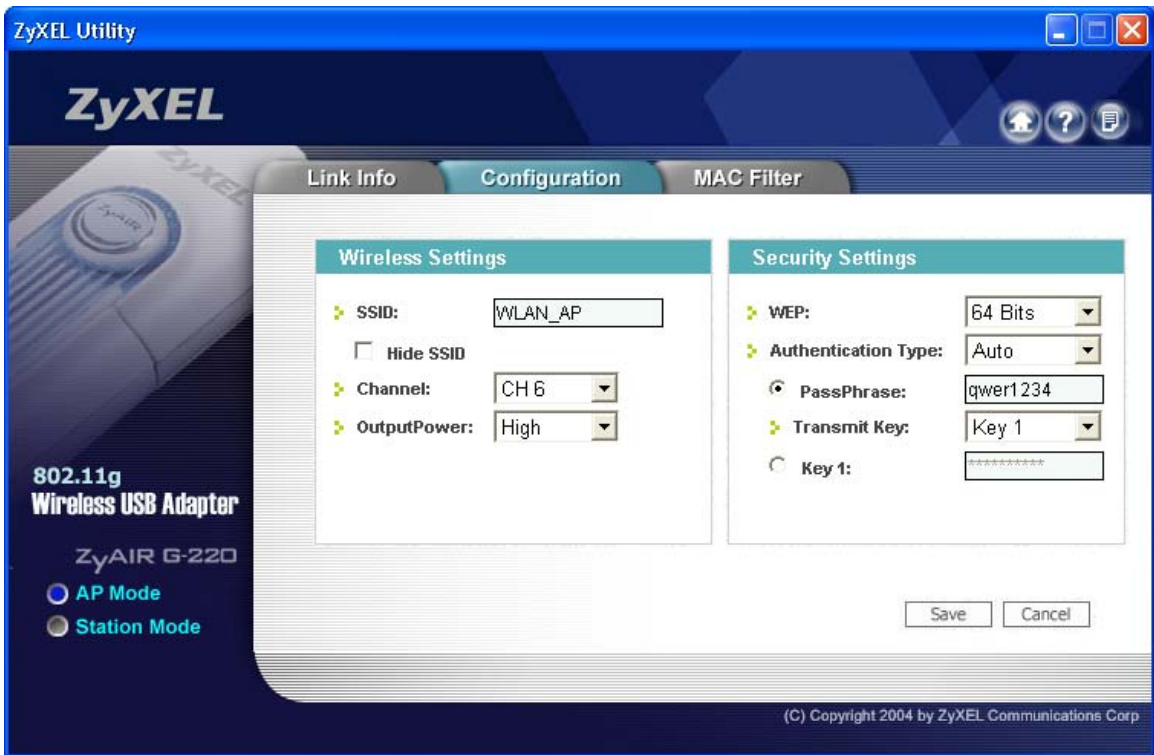 ZyXEL Utility
ZyXEL
ZyXEL
ZyAIR
Link Info
Configuration
MAC Filter
Wireless Settings
SSID: WLAN_AP
Hide SSID
Channel: CH 6
OutputPower: High
Security Settings
WEP: 64 Bits
Authentication Type: Auto
PassPhrase: qwer1234
Transmit Key: Key 1
Key 1: **********
802.11g
Wireless USB Adapter
ZyAIR G-220
AP Mode
Station Mode
Save
Cancel
(C) Copyright 2004 by ZyXEL Communications Corp